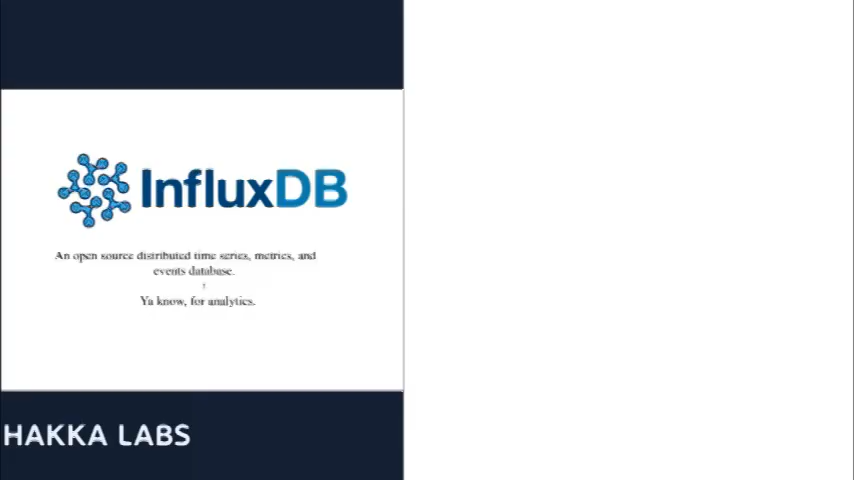 InfluxDB
An open source distributed time series, metrics, and
events database.
Ya know, for analytics.
HAKKA LABS